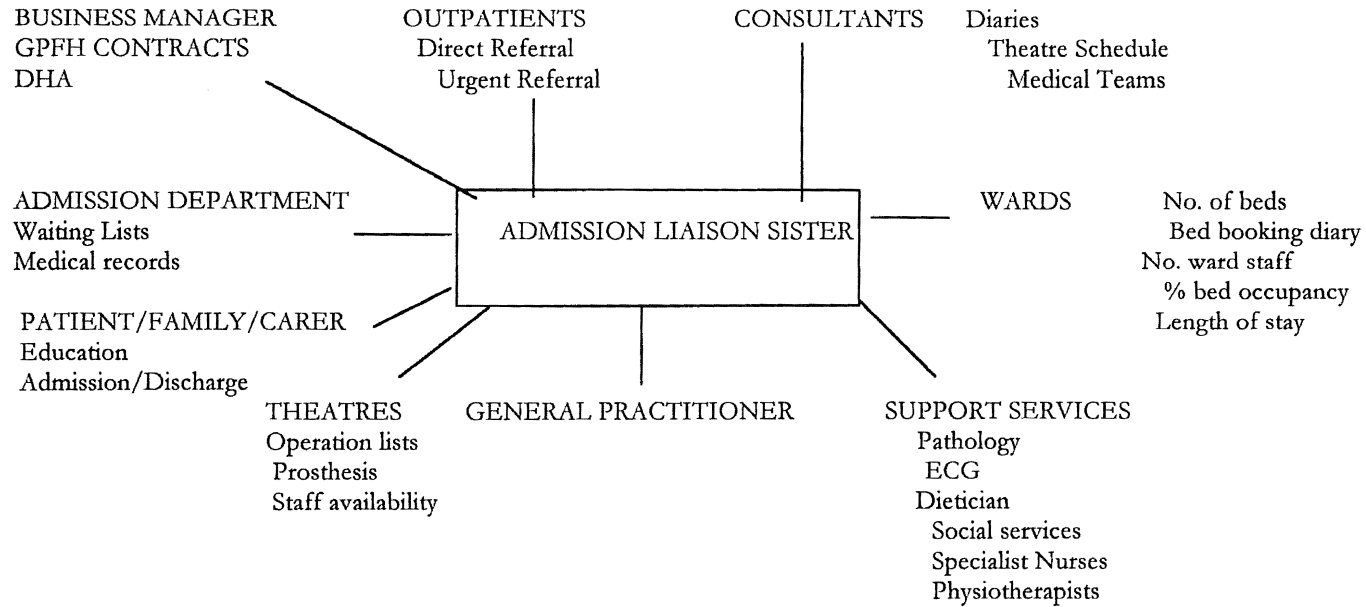 BUSINESS MANAGER
GPFH CONTRACTS
DHA
OUTPATIENTS
Direct Referral
Urgent Referral
CONSULTANTS
Diaries
Theatre Schedule
Medical Teams
ADMISSION DEPARTMENT
Waiting Lists
Medical records
ADMISSION LIAISON SISTER
WARDS
No. of beds
Bed booking diary
No. ward staff
% bed occupancy
Length of stay
PATIENT/FAMILY/CARER
Education
Admission/Discharge
THEATRES
Operation lists
Prosthesis
Staff availability
GENERAL PRACTITIONER
SUPPORT SERVICES
Pathology
ECG
Dietician
Social services
Specialist Nurses
Physiotherapists